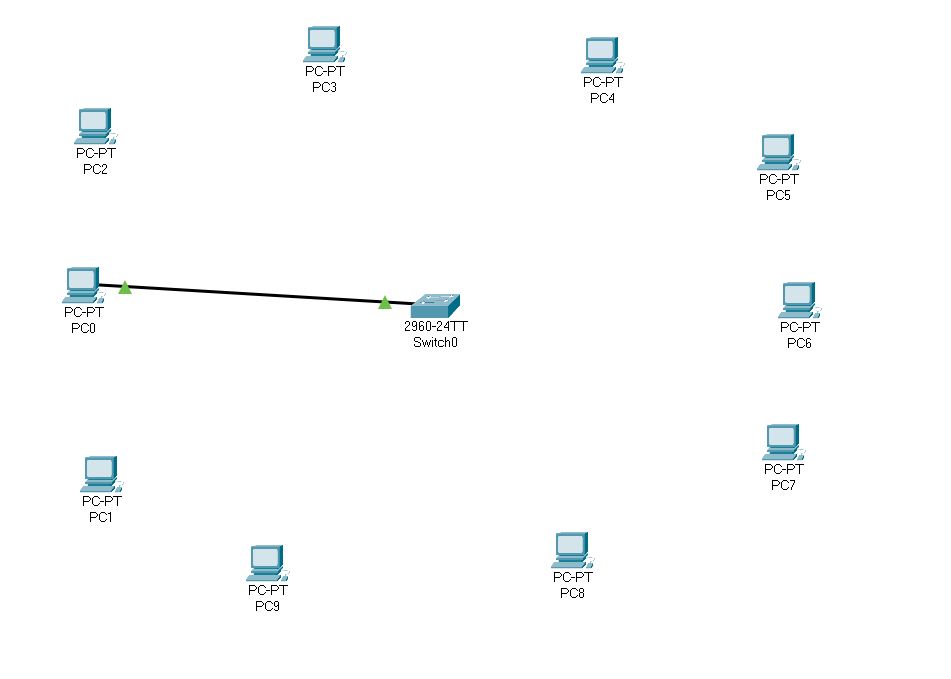 PC-PT
PC3
PC-PT
PC4
PC-PT
PC2
PC-PT
PC5
PC-PT
PC0
2960-24TT
Switch0
PC-PT
PC6
PC-PT
PC7
PC-PT
PC1
PC-PT
PC9
PC-PT
PC8